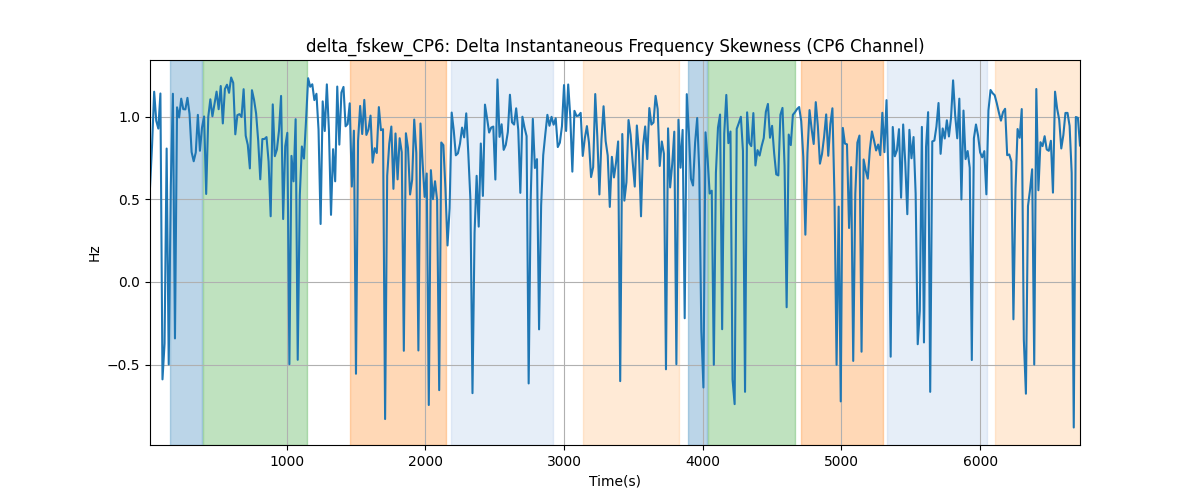 delta_fskew_CP6: Delta Instantaneous Frequency Skewness (CP6 Channel)
1.0
0.5
0.0
−0.5
Hz
1000 2000 3000 4000 5000 6000
Time(s)